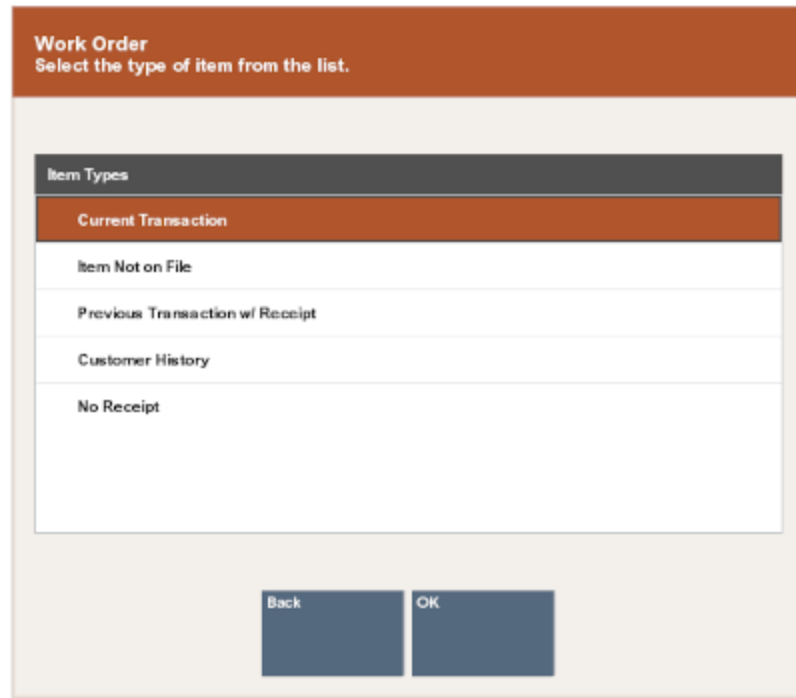 Work Order
Select the type of item from the list.
Item Types
Current Transaction
Item Not on File
Previous Transaction w/ Receipt
Customer History
No Receipt
Back
OK